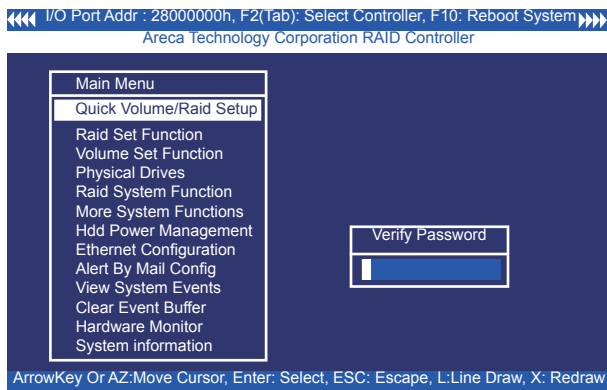 I/O Port Addr : 28000000h, F2(Tab): Select Controller, F10: Reboot System
Areca Technology Corporation RAID Controller
Main Menu
Quick Volume/Raid Setup
Raid Set Function
Volume Set Function
Physical Drives
Raid System Function
More System Functions
Hdd Power Management
Ethernet Configuration
Alert By Mail Config
View System Events
Clear Event Buffer
Hardware Monitor
System information
Verify Password
ArrowKey Or AZ:Move Cursor, Enter: Select, ESC: Escape, L:Line Draw, X: Redraw